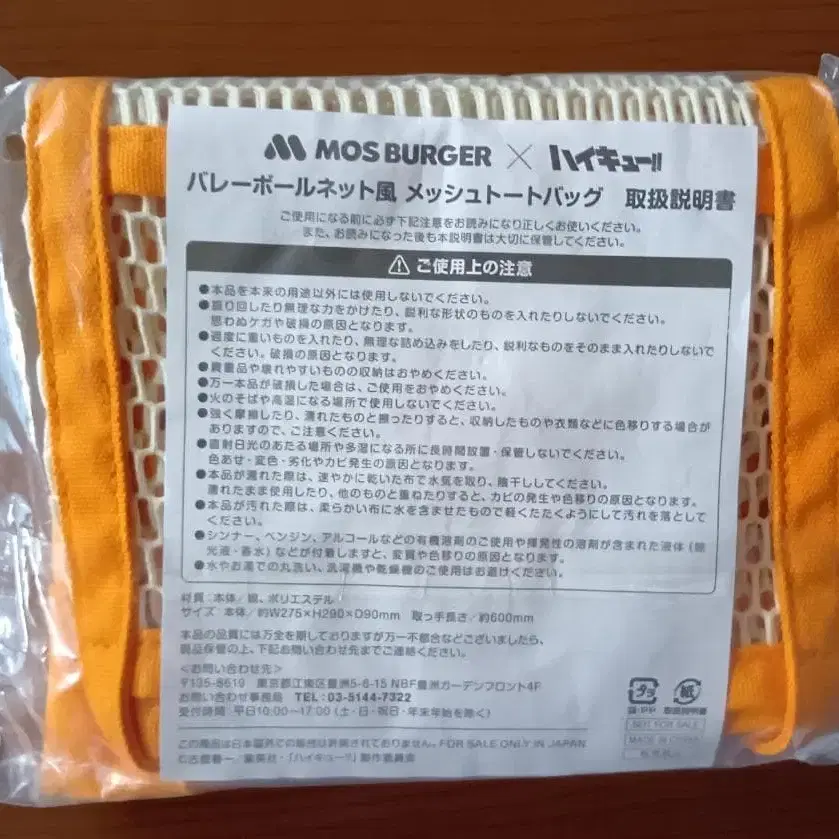 MOS BURGER × ハイキュー!!
バレーボールネット風 メッシュトートバッグ 取扱説明書
ご使用になる前に必ず下記注意をお読みになり正しくお使いください。
また、お読みになった後も本説明書は大切に保管してください。
⚠ ご使用上の注意
●本品を本来の用途以外には使用しないでください。
●振り回したり無理な力をかけたり、鋭利な形状のものを入れたりしないでください。
思わぬケガや破損の原因となります。
●過度に重いものを入れたり、無理な詰め込みをしたり、鋭利なものをそのまま入れたりしないで
ください。破損の原因となります。
●貴重品や壊れやすいものの収納はおやめください。
●万一本品が破損した場合は、ご使用をおやめください。
●火のそばや高温になる場所で使用しないでください。
●強く摩擦したり、濡れたものと擦ったりすると、収納したものや衣類などに色移りする場合が
ありますので、ご注意ください。
●直射日光のあたる場所や多湿になる所に長時間放置・保管しないでください。
色あせ・変色・劣化やカビ発生の原因となります。
●本品が濡れた際は、速やかに乾いた布で水気を取り、陰干ししてください。
濡れたまま使用したり、他のものと重ねたりすると、カビの発生や色移りの原因となります。
●本品が汚れた際は、柔らかい布に水を含ませたもので軽くたたくようにして汚れを落として
ください。
●シンナー、ベンジン、アルコールなどの有機溶剤のご使用や揮発性の溶剤が含まれた液体（除
光液・香水）などが付着しますと、変質や色移りの原因となります。
●水やお湯での丸洗い、洗濯機や乾燥機のご使用はお避けください。
材質：本体／綿、ポリエステル
サイズ：本体／約W275×H290×D90mm 取っ手長さ／約600mm
本品の品質には万全を期しておりますが万一不都合などございましたら、
現品保管の上、下記お問い合わせ先までご連絡ください。
＜お問い合わせ先＞
〒135-8619 東京都江東区豊洲5-6-15 NBF豊洲ガーデンフロント4F
お問い合わせ事務局 TEL：03-5144-7322
受付時間：平日10:00～17:00（土・日・祝日・年末年始を除く）
プラ
袋：PP
紙
取扱説明書
NOT FOR SALE
MADE IN CHINA
この商品は日本国外での販売は許諾されておりません。FOR SALE ONLY IN JAPAN
©古舘春一／集英社・「ハイキュー!!」製作委員会